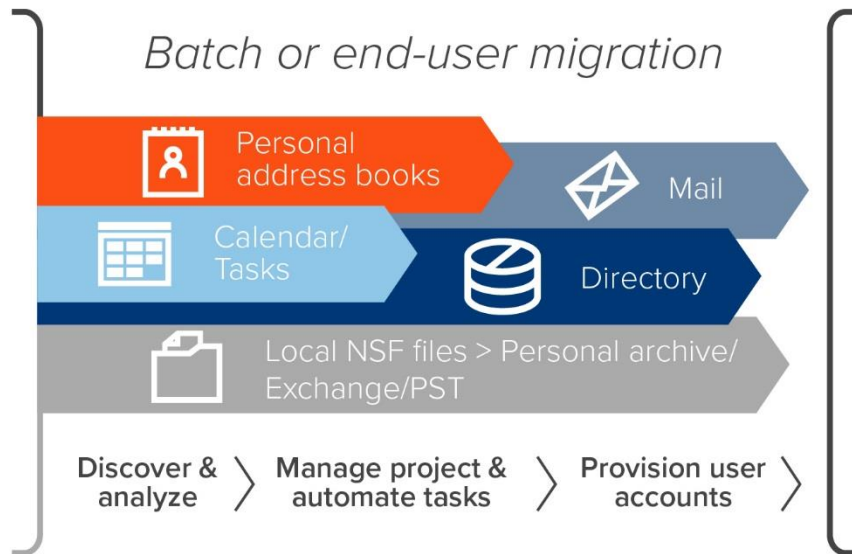 Batch or end-user migration
Personal
address books
Mail
Calendar/
Tasks
Directory
Local NSF files > Personal archive/
Exchange/PST
Discover &
analyze
Manage project &
automate tasks
Provision user
accounts